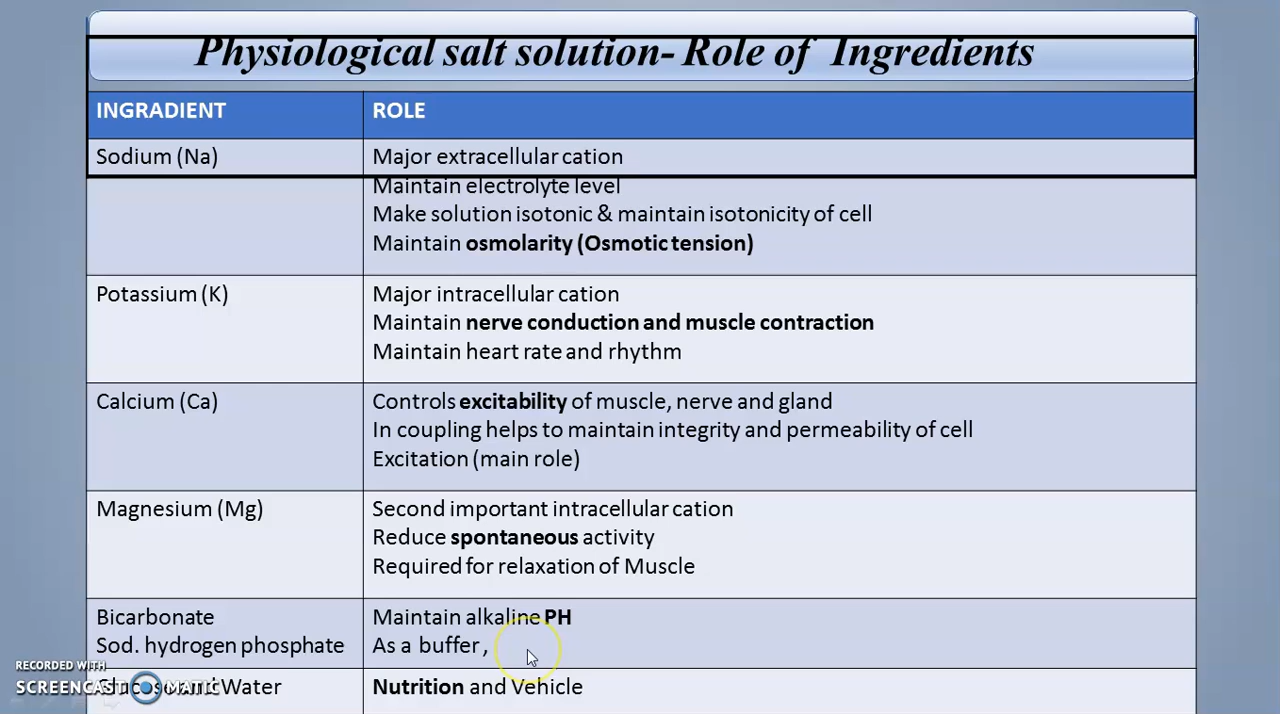 Physiological salt solution- Role of Ingredients
INGRADIENT
ROLE
Sodium (Na)
Major extracellular cation
Maintain electrolyte level
Make solution isotonic & maintain isotonicity of cell
Maintain osmolarity (Osmotic tension)
Potassium (K)
Major intracellular cation
Maintain nerve conduction and muscle contraction
Maintain heart rate and rhythm
Calcium (Ca)
Controls excitability of muscle, nerve and gland
In coupling helps to maintain integrity and permeability of cell
Excitation (main role)
Magnesium (Mg)
Second important intracellular cation
Reduce spontaneous activity
Required for relaxation of Muscle
Bicarbonate
Sod. hydrogen phosphate
Maintain alkaline PH
As a buffer ,
Water
Nutrition and Vehicle
RECORDED WITH
SCREENCAST MATIC